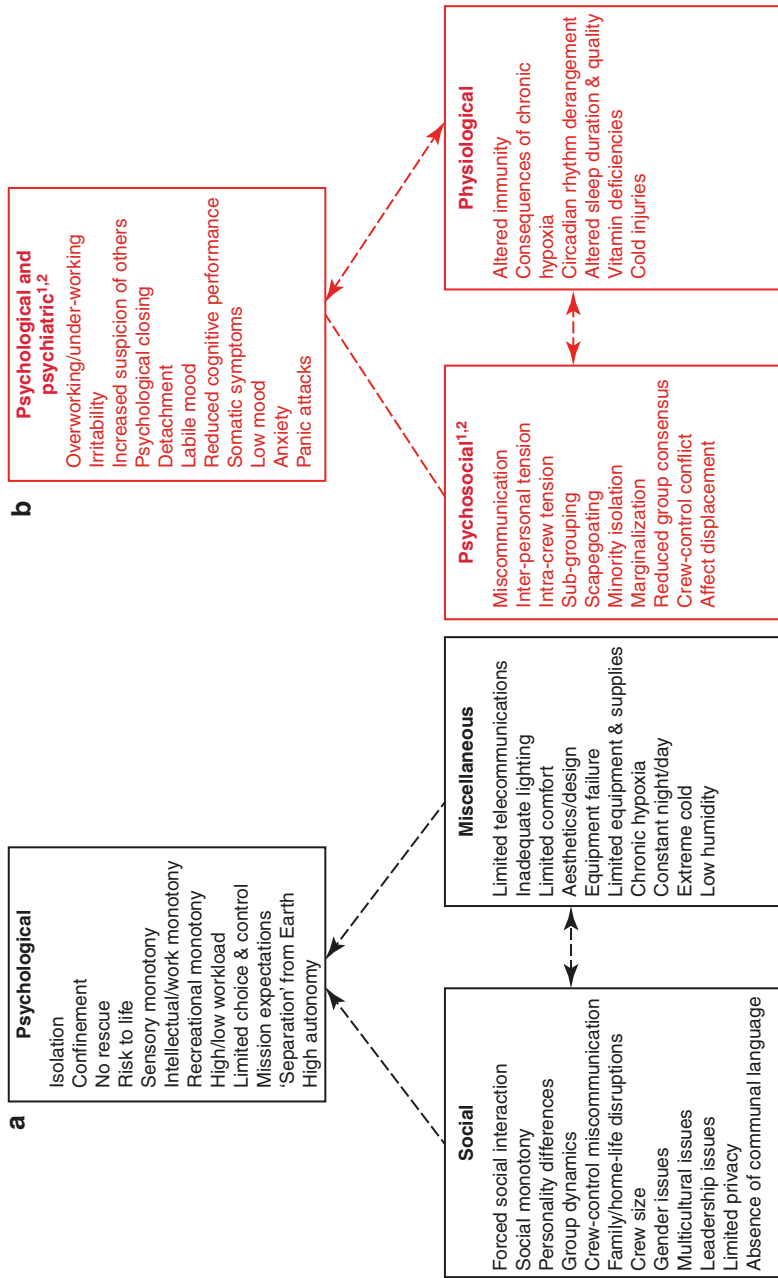 a
Psychological
Isolation
Confinement
No rescue
Risk to life
Sensory monotony
Intellectual/work monotony
Recreational monotony
High/low workload
Limited choice & control
Mission expectations
'Separation' from Earth
High autonomy
Social
Forced social interaction
Social monotony
Personality differences
Group dynamics
Crew-control miscommunication
Family/home-life disruptions
Crew size
Gender issues
Multicultural issues
Leadership issues
Limited privacy
Absence of communal language
Miscellaneous
Limited telecommunications
Inadequate lighting
Limited comfort
Aesthetics/design
Equipment failure
Limited equipment & supplies
Chronic hypoxia
Constant night/day
Extreme cold
Low humidity
b
Psychological and
psychiatric1,2
Overworking/under-working
Irritability
Increased suspicion of others
Psychological closing
Detachment
Labile mood
Reduced cognitive performance
Somatic symptoms
Low mood
Anxiety
Panic attacks
Psychosocial1,2
Miscommunication
Inter-personal tension
Intra-crew tension
Sub-grouping
Scapegoating
Minority isolation
Marginalization
Reduced group consensus
Crew-control conflict
Affect displacement
Physiological
Altered immunity
Consequences of chronic
hypoxia
Circadian rhythm derangement
Altered sleep duration & quality
Vitamin deficiencies
Cold injuries